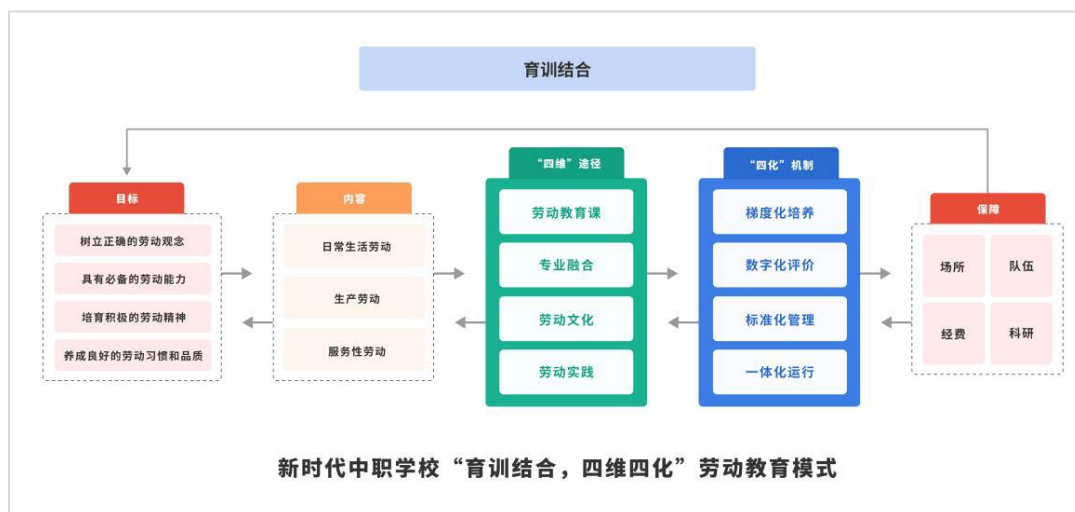 育训结合
目标
树立正确的劳动观念
具有必备的劳动能力
培育积极的劳动精神
养成良好的劳动习惯和品质
内容
日常生活劳动
生产劳动
服务性劳动
“四维”途径
劳动教育课
专业融合
劳动文化
劳动实践
“四化”机制
梯度化培养
数字化评价
标准化管理
一体化运行
保障
场所 队伍
经费 科研
新时代中职学校“育训结合，四维四化”劳动教育模式